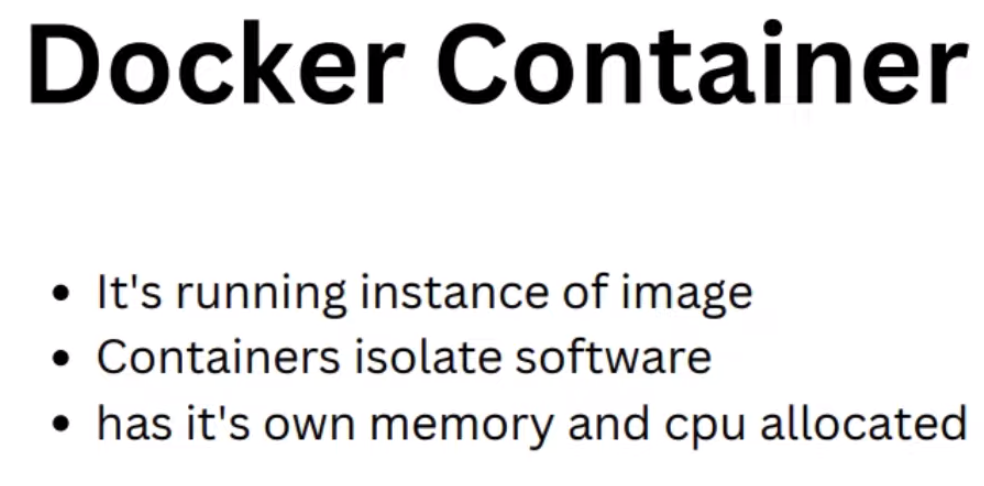 Docker Container
• It's running instance of image
• Containers isolate software
• has it's own memory and cpu allocated